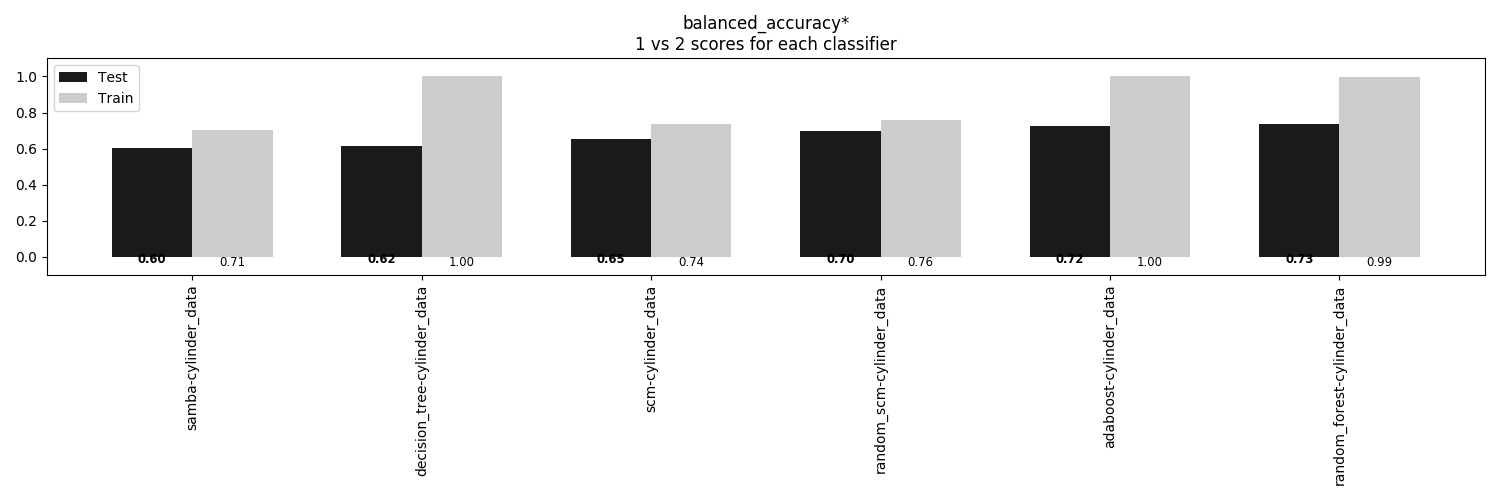 balanced_accuracy*
1 vs 2 scores for each classifier
Test
Train
1.0
0.8
0.6
0.4
0.2
0.0
0.60
0.71
0.62
1.00
0.65
0.74
0.70
0.76
0.72
1.00
0.73
0.99
samba-cylinder_data
decision_tree-cylinder_data
scm-cylinder_data
random_scm-cylinder_data
adaboost-cylinder_data
random_forest-cylinder_data